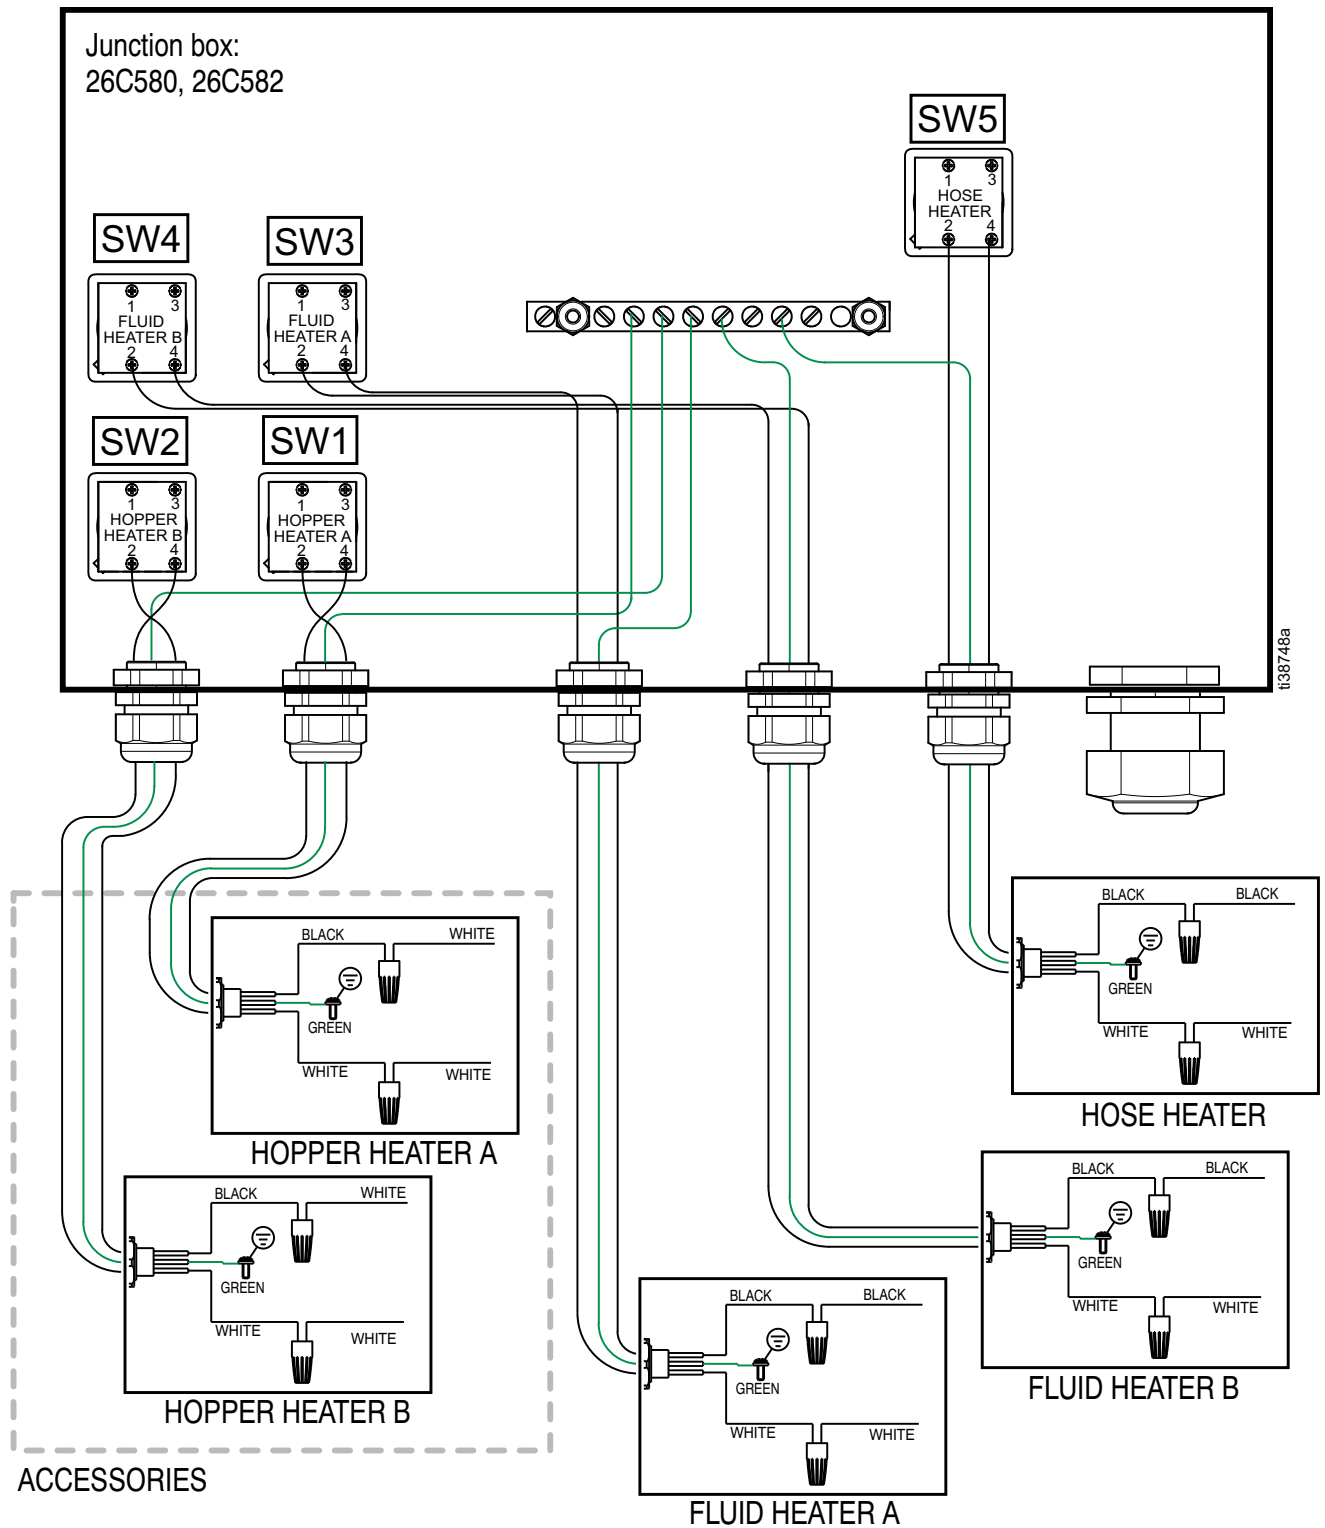 Junction box:
26C580, 26C582
SW5
1 3
HOSE
HEATER
2 4
SW4
1 3
FLUID
HEATER B
2 4
SW3
1 3
FLUID
HEATER A
2 4
SW2
1 3
HOPPER
HEATER B
2 4
SW1
1 3
HOPPER
HEATER A
2 4
ti38748a
BLACK BLACK
GREEN
WHITE WHITE
HOSE HEATER
BLACK WHITE
GREEN
WHITE WHITE
HOPPER HEATER A
BLACK BLACK
GREEN
WHITE WHITE
FLUID HEATER B
BLACK WHITE
GREEN
WHITE WHITE
HOPPER HEATER B
BLACK BLACK
GREEN
WHITE WHITE
FLUID HEATER A
ACCESSORIES